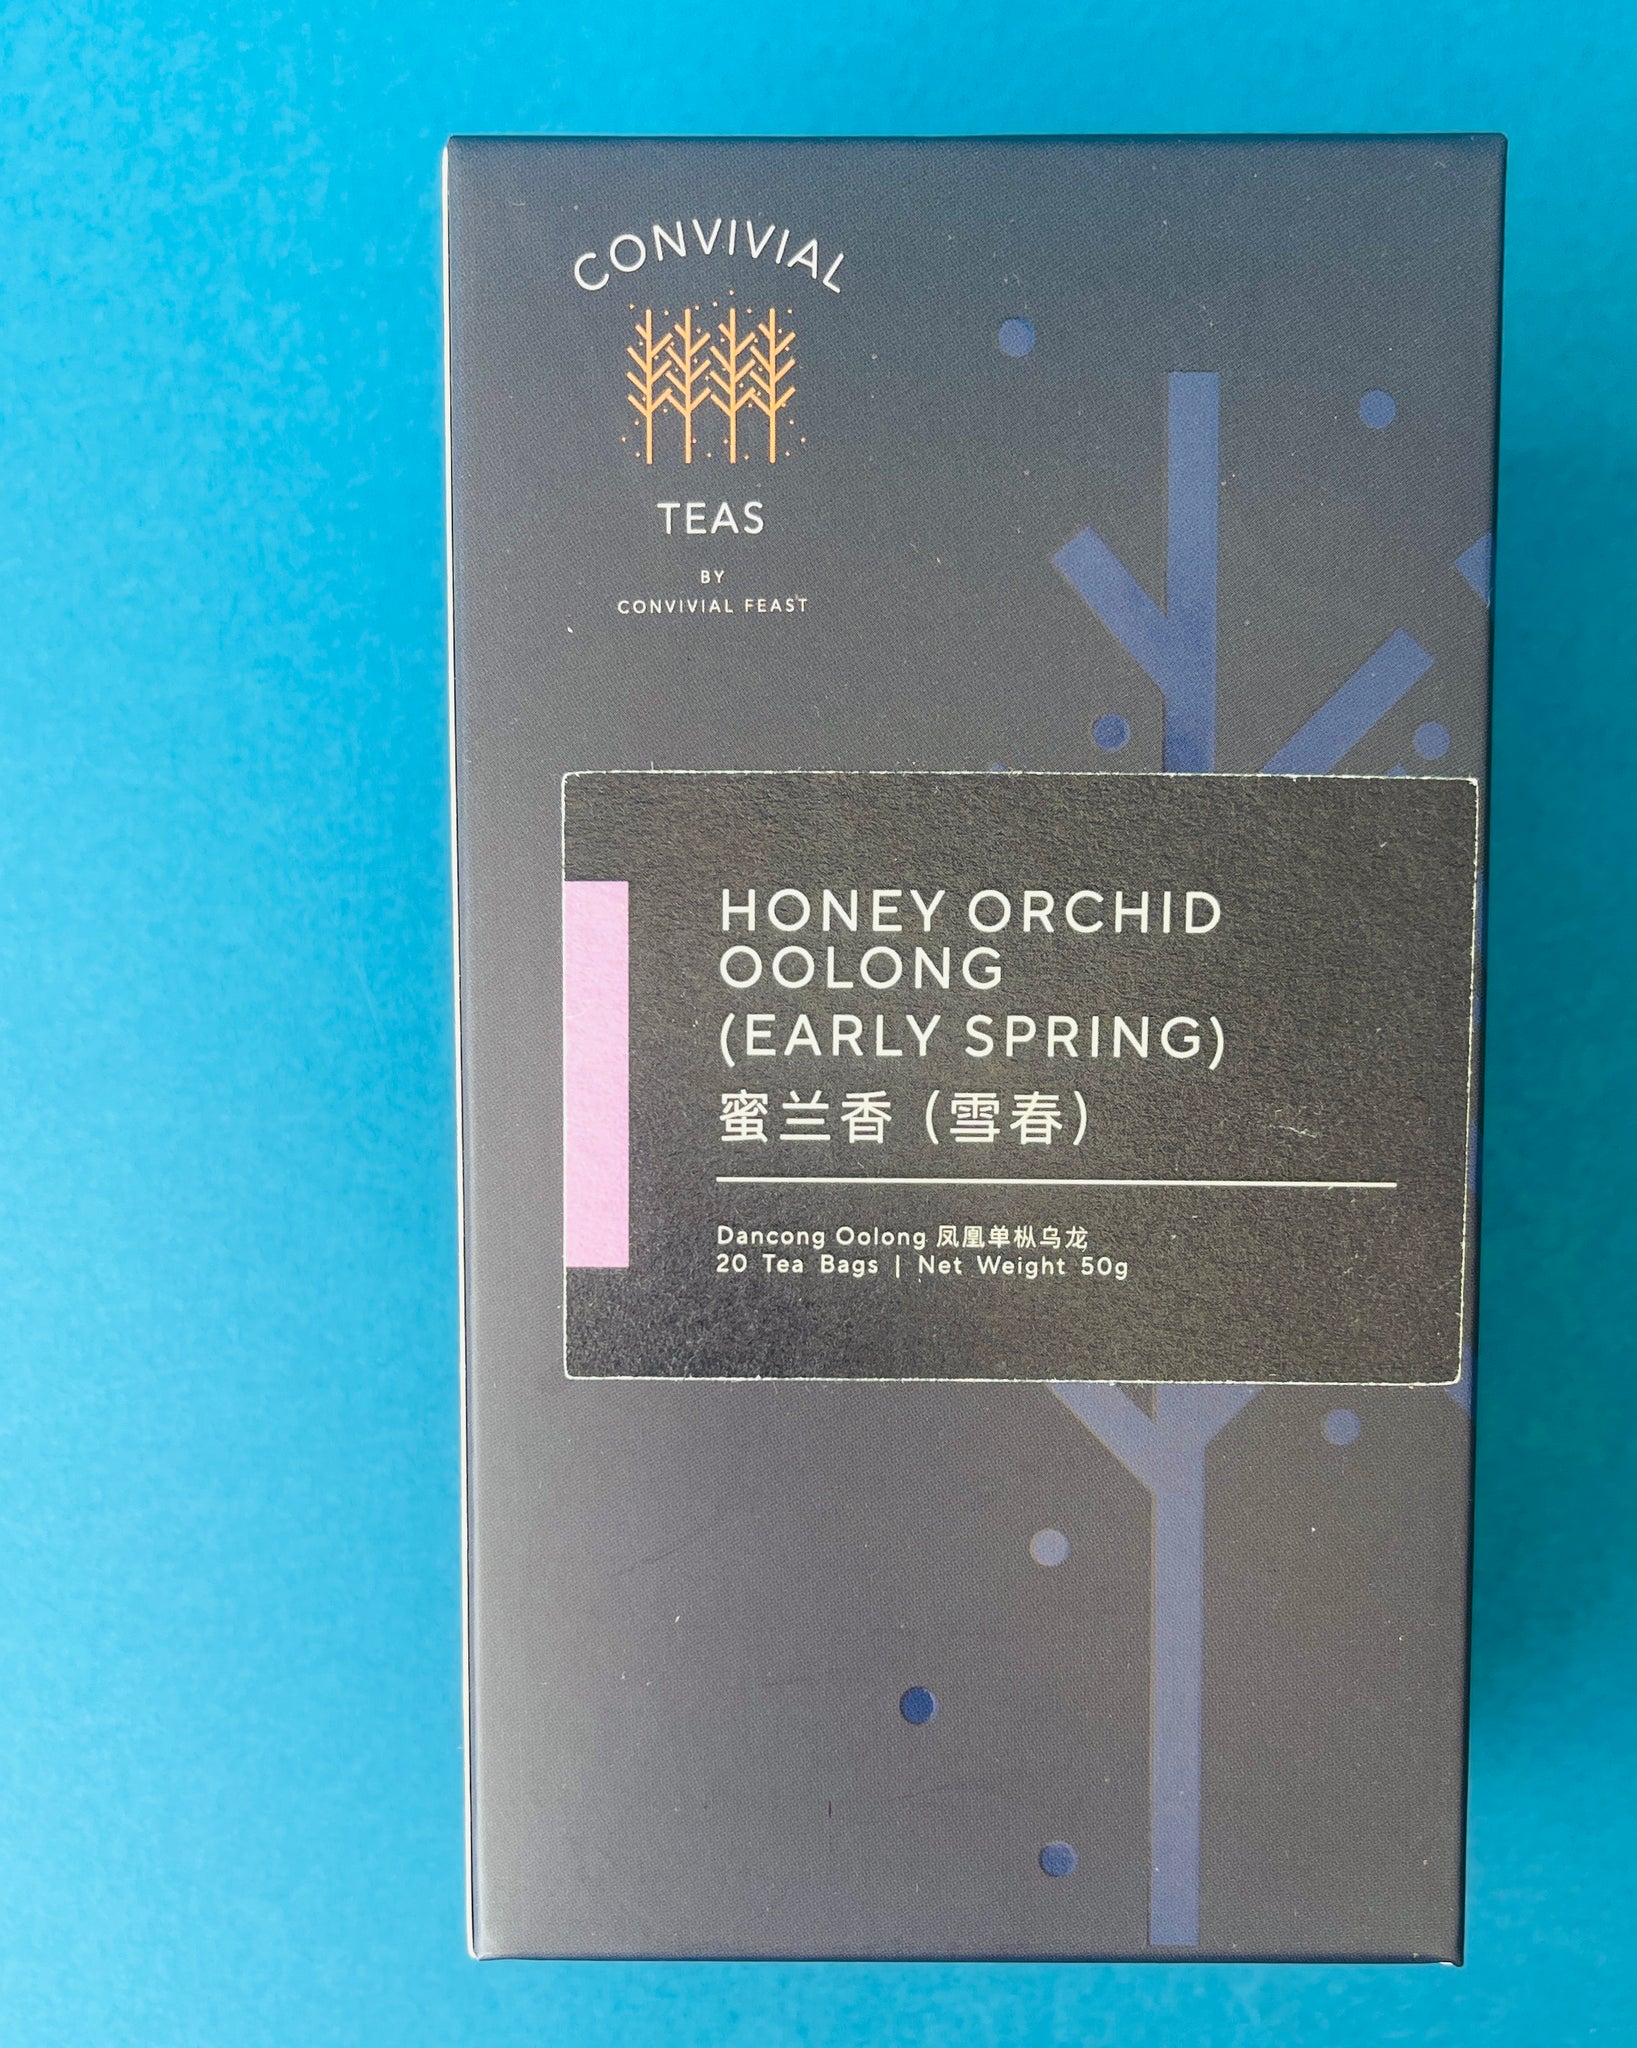 CONVIVIAL
TEAS
BY
CONVIVIAL FEAST
HONEY ORCHID
OOLONG
(EARLY SPRING)
蜜兰香（雪春）
Dancong Oolong 凤凰单枞乌龙
20 Tea Bags | Net Weight 50g